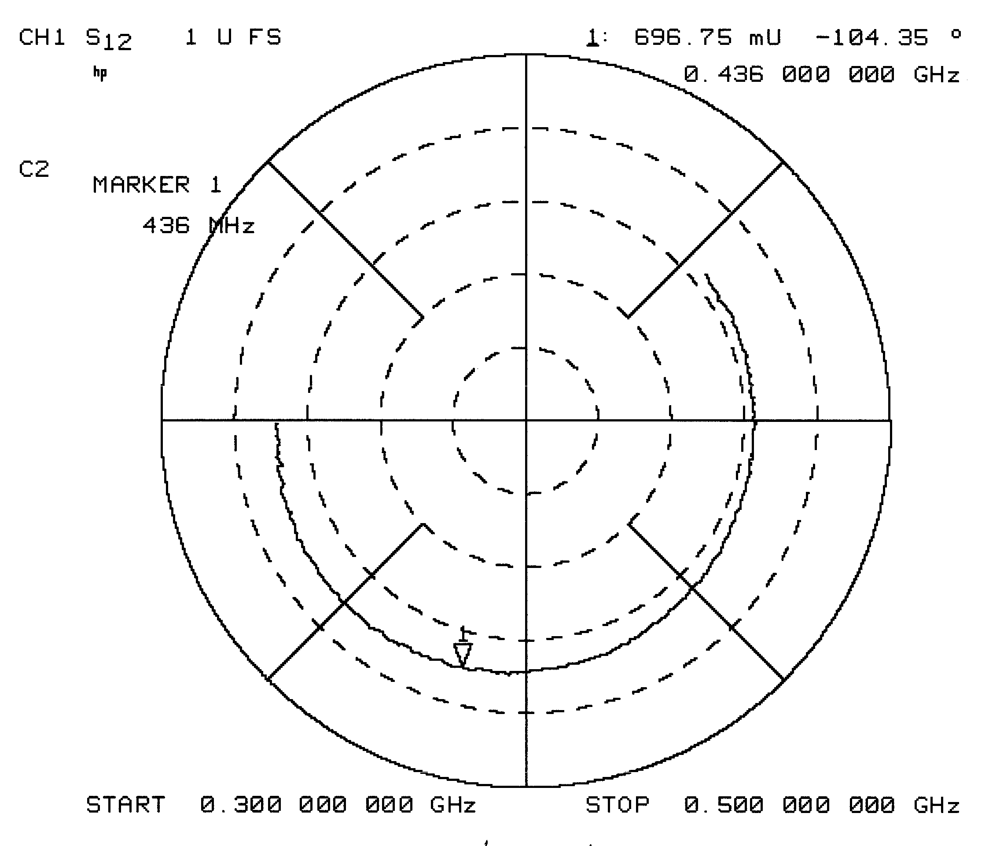 CH1 S12 1 U FS 1: 696.75 mU -104.35 °
hp 0.436 000 000 GHz
C2
MARKER 1
436 MHz
1
START 0.300 000 000 GHz STOP 0.500 000 000 GHz